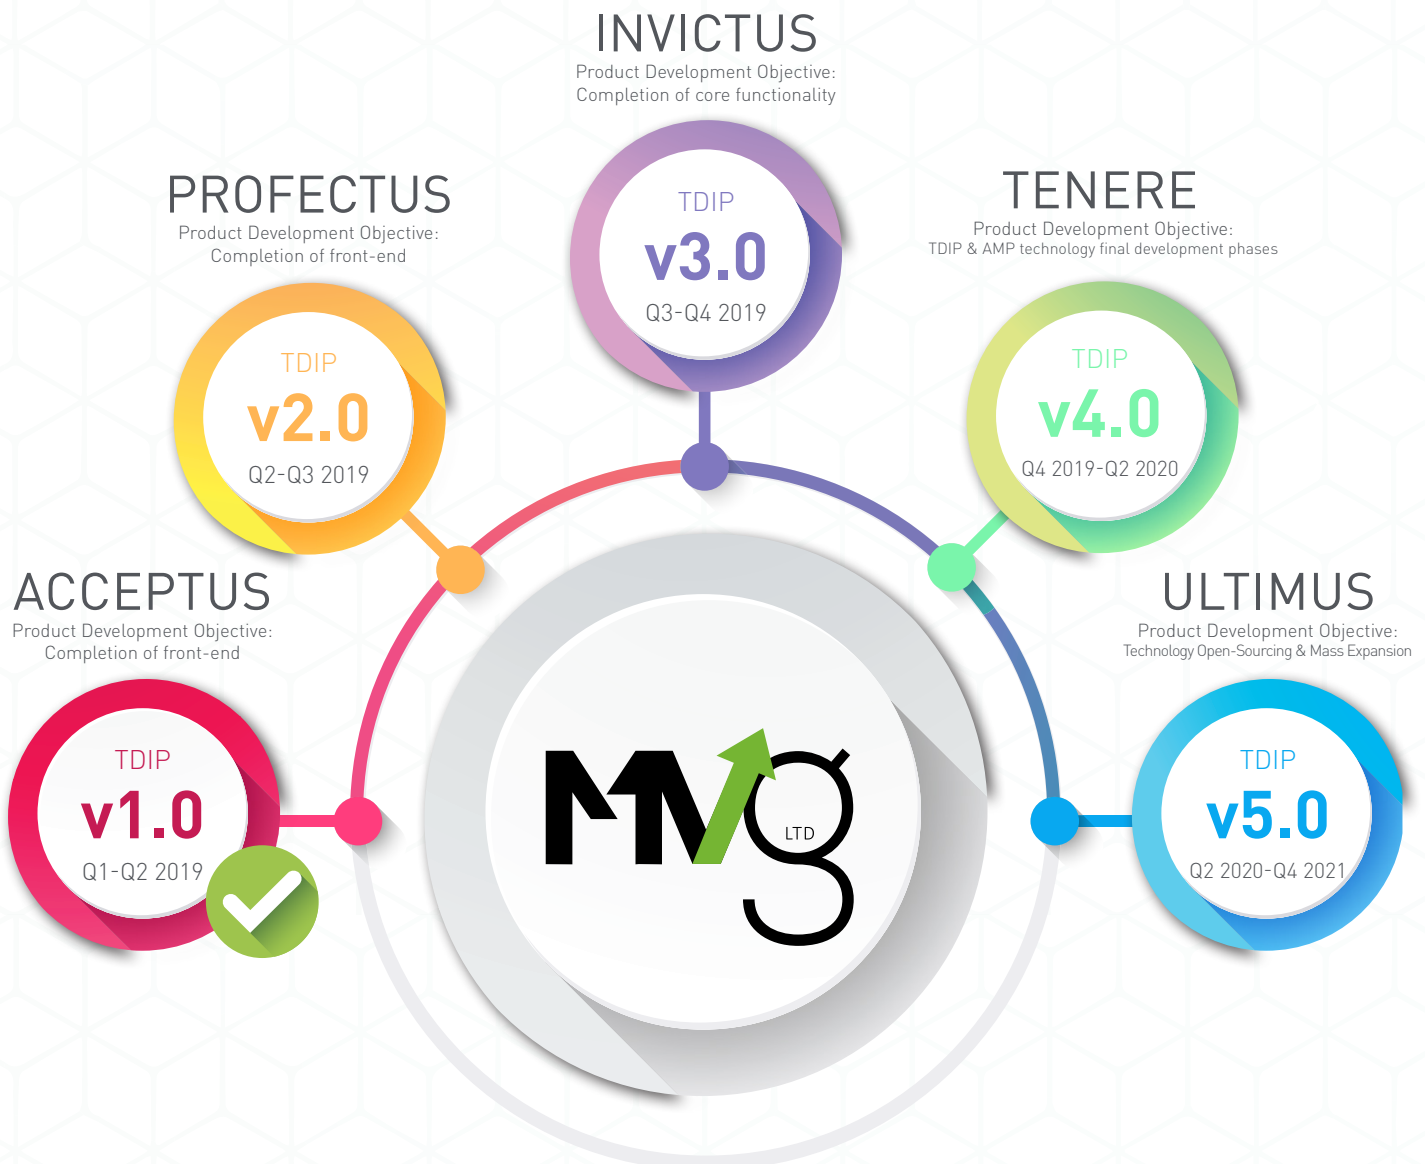 INVICTUS
Product Development Objective:
Completion of core functionality
TDIP
v3.0
Q3-Q4 2019
PROFECTUS
Product Development Objective:
Completion of front-end
TDIP
v2.0
Q2-Q3 2019
TENERE
Product Development Objective:
TDIP & AMP technology final development phases
TDIP
v4.0
Q4 2019-Q2 2020
ACCEPTUS
Product Development Objective:
Completion of front-end
TDIP
v1.0
Q1-Q2 2019
ULTIMUS
Product Development Objective:
Technology Open-Sourcing & Mass Expansion
TDIP
v5.0
Q2 2020-Q4 2021
MVg
LTD